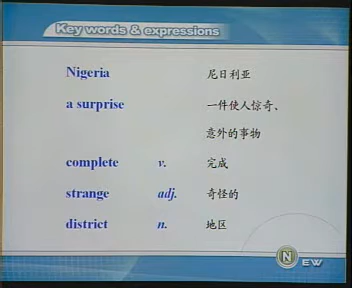 Key words & expressions
Nigeria 尼日利亚
a surprise 一件使人惊奇、
意外的事物
complete v. 完成
strange adj. 奇怪的
district n. 地区
N EW